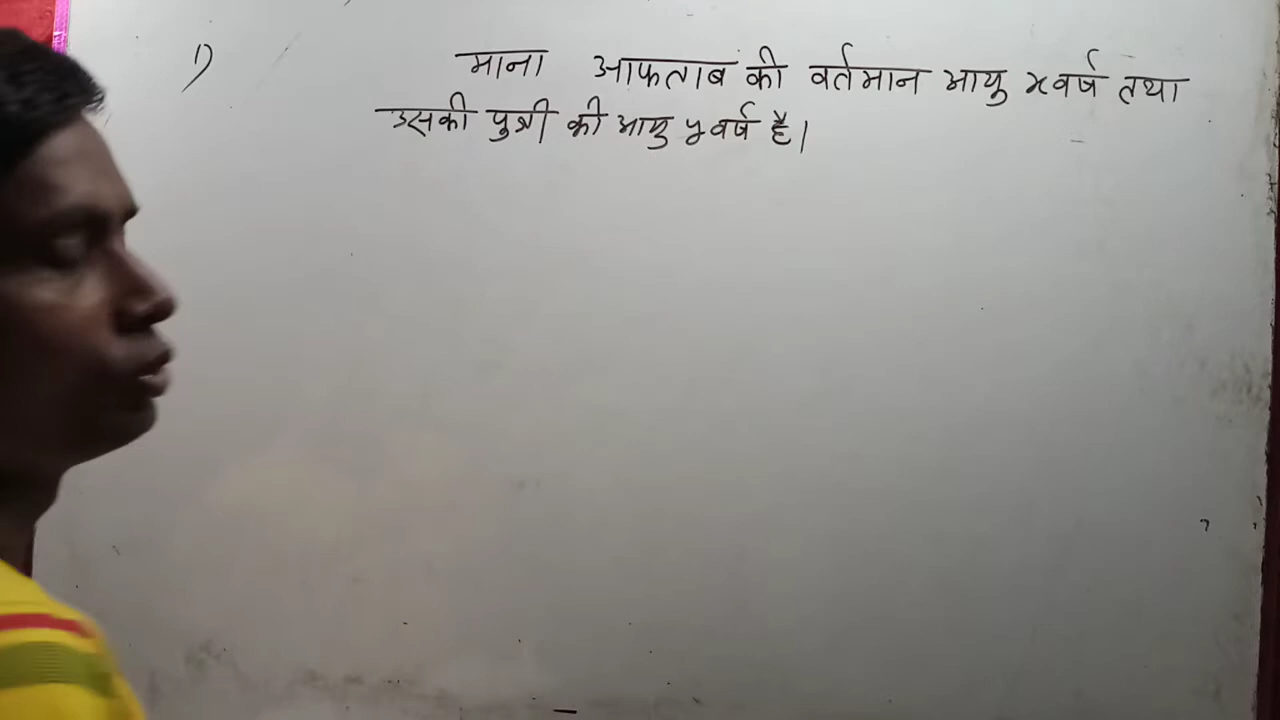 1) माना आफताब की वर्तमान आयु x वर्ष तथा
उसकी पुत्री की आयु y वर्ष है।